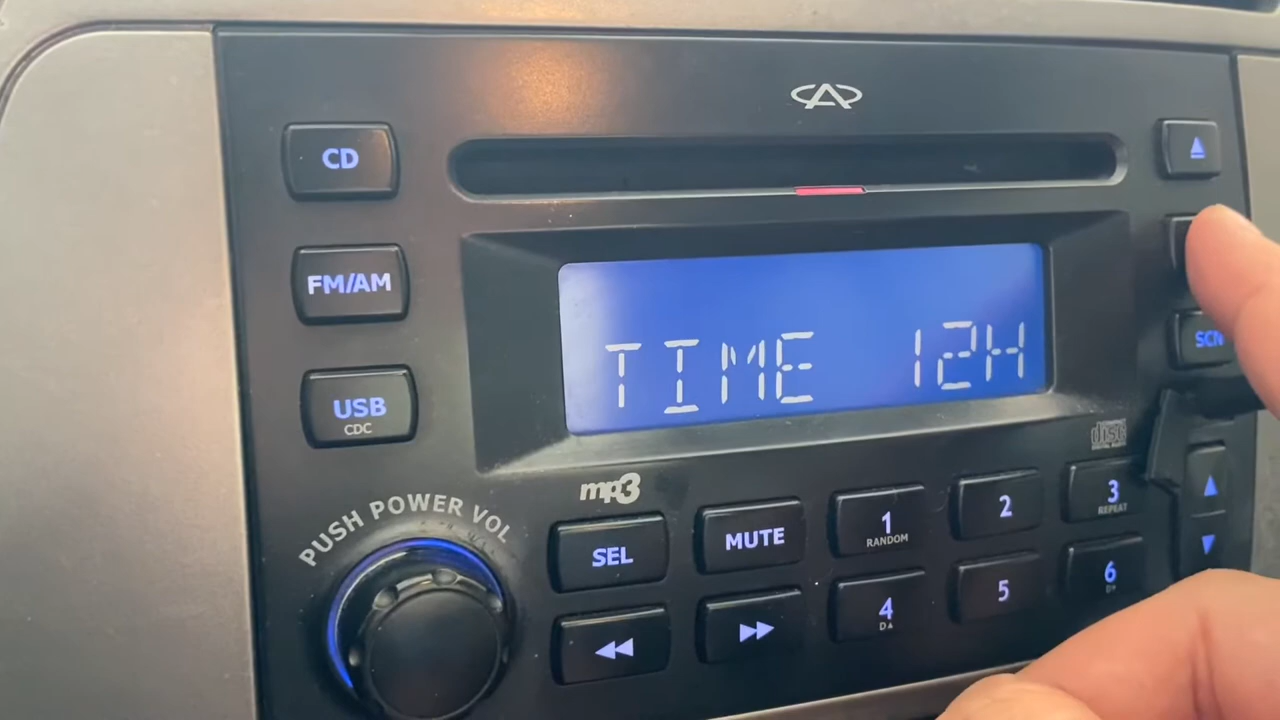 CD
FM/AM
USB
CDC
TIME 12H
SCN
disc
mp3
PUSH POWER VOL
SEL
MUTE
1
RANDOM
2
3
REPEAT
4
D▲
5
6